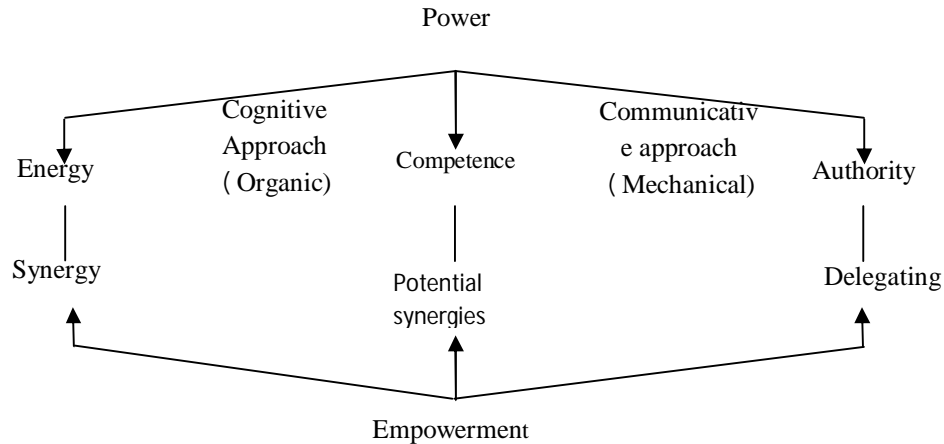 Power
Cognitive
Approach
( Organic)
Communicativ
e approach
( Mechanical)
Energy
Competence
Authority
Synergy
Potential
synergies
Delegating
Empowerment